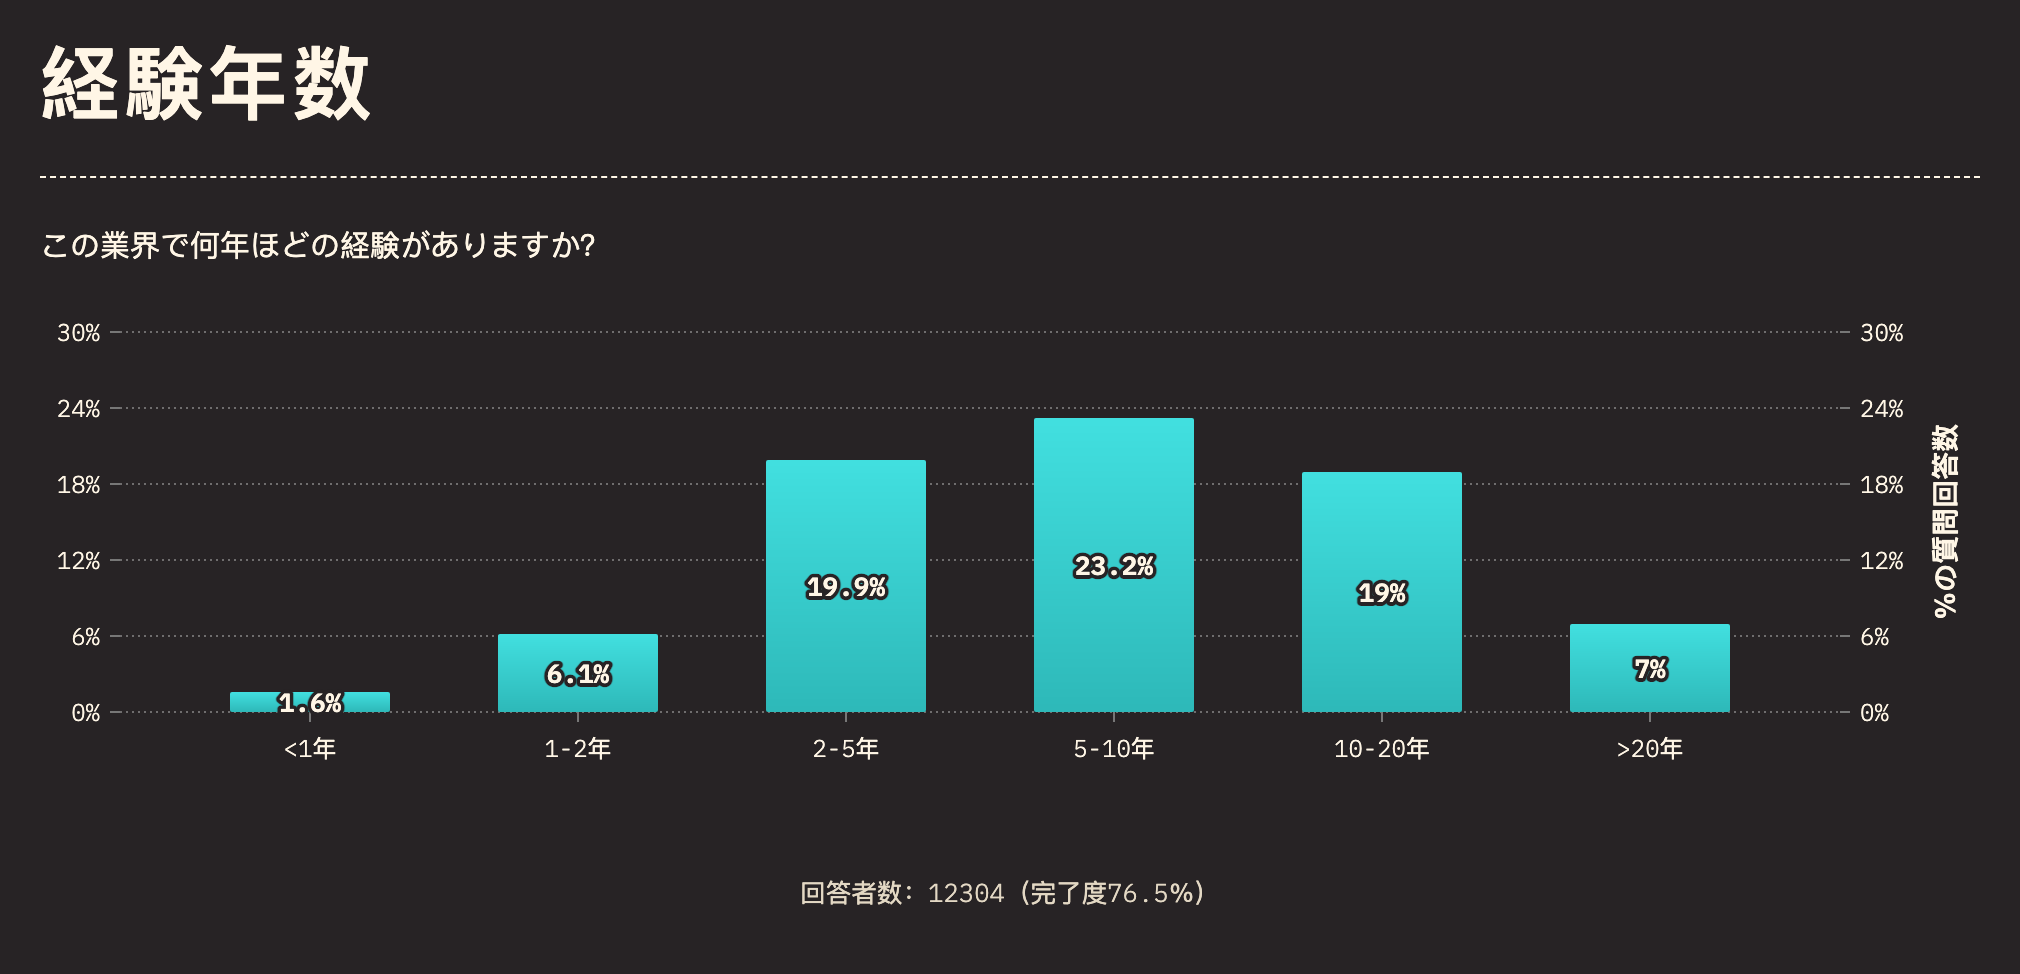 経験年数
この業界で何年ほどの経験がありますか?
30%
30%
24%
24%
18%
18%
12%
12%
6%
6%
0%
0%
1.6%
6.1%
19.9%
23.2%
19%
7%
<1年
1-2年
2-5年
5-10年
10-20年
>20年
%の質問回答数
回答者数: 12304 (完了度76.5%)